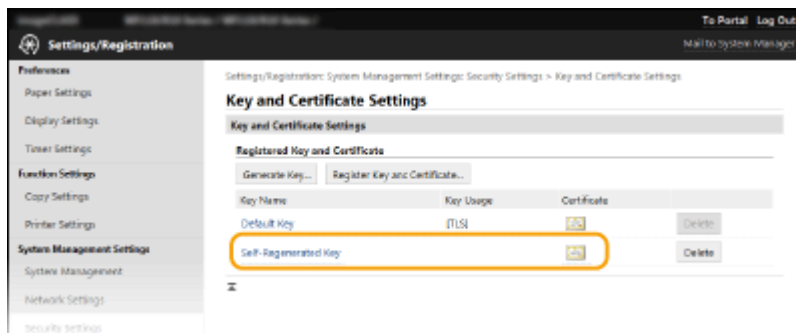 To Portal Log Out
Settings/Registration
Mail to System Manager
Preferences
Paper Settings
Display Settings
Timer Settings
Function Settings
Copy Settings
Printer Settings
System Management Settings
System Management
Network Settings
Security Settings
Settings/Registration: System Management Settings: Security Settings > Key and Certificate Settings
Key and Certificate Settings
Key and Certificate Settings
Registered Key and Certificate
Generate Key... Register Key and Certificate...
Key Name Key Usage Certificate
Default Key [TLS] Delete
Self-Regenerated Key Delete